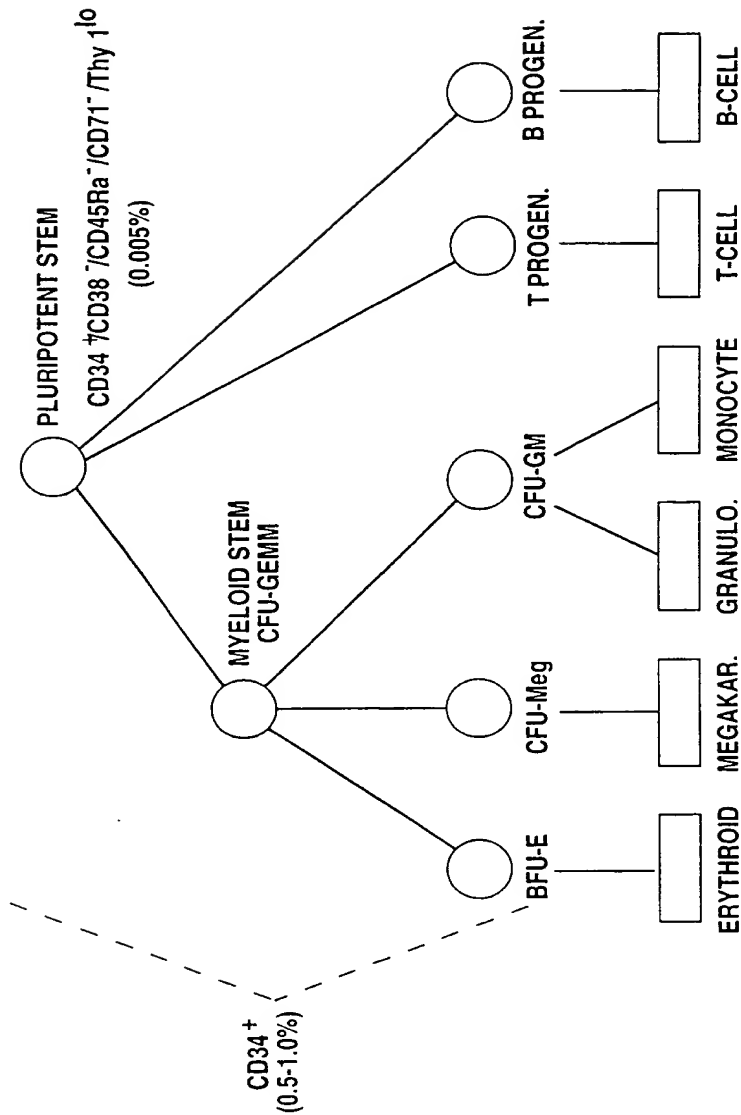 PLURIPOTENT STEM
CD34⁺/CD38⁻/CD45Ra⁻/CD71⁻/Thy 1ˡᵒ
(0.005%)
MYELOID STEM
CFU-GEMM
CD34⁺
(0.5-1.0%)
BFU-E
CFU-Meg
CFU-GM
T PROGEN.
B PROGEN.
ERYTHROID
MEGAKAR.
GRANULO.
MONOCYTE
T-CELL
B-CELL